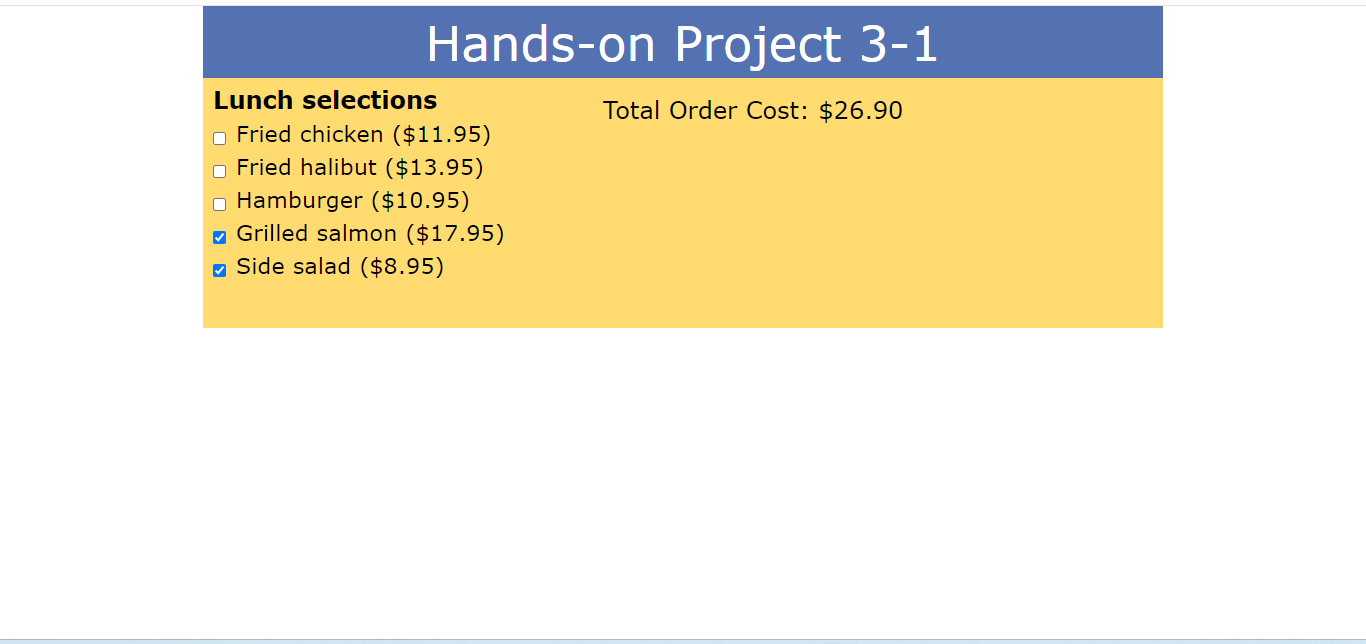 Hands-on Project 3-1
Lunch selections
Fried chicken ($11.95)
Fried halibut ($13.95)
Hamburger ($10.95)
Grilled salmon ($17.95)
Side salad ($8.95)
Total Order Cost: $26.90